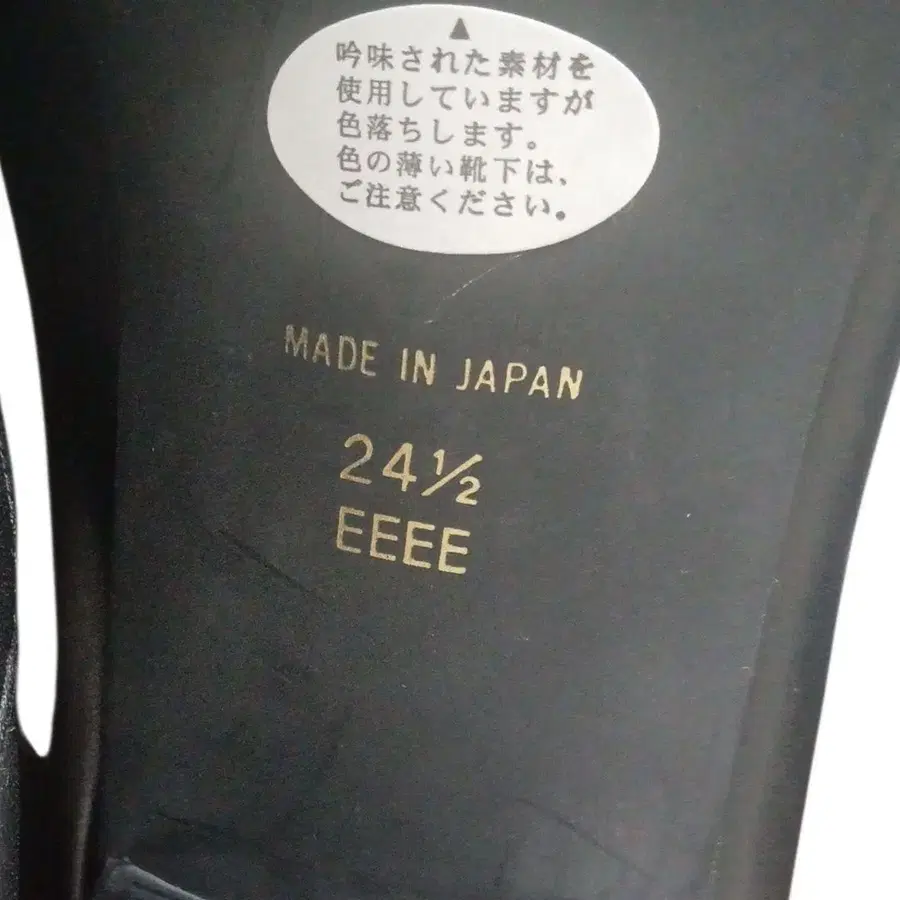 ▲
吟味された素材を
使用していますが
色落ちします。
色の薄い靴下は、
ご注意ください。
MADE IN JAPAN
24½
EEEE